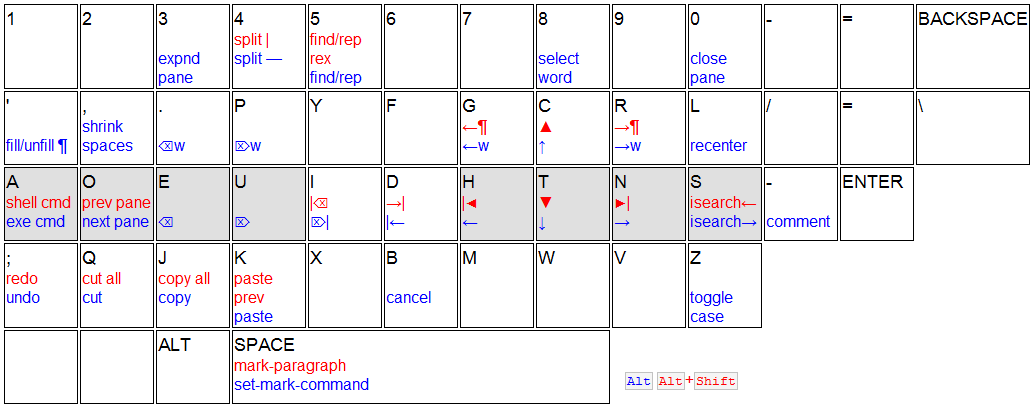 1 2 3 4 5 6 7 8 9 0 - = BACKSPACE
split | find/rep
expnd split — rex select close
pane find/rep word pane
' , . P Y F G C R L / = \
shrink ←¶ ▲ →¶
fill/unfill ¶ spaces ⌫w ⌦w ←w ↑ →w recenter
A O E U I D H T N S - ENTER
shell cmd prev pane |⌫ →| |◀ ▼ ▶| isearch←
exe cmd next pane ⌫ ⌦ ⌦| |← ← ↓ → isearch→ comment
; Q J K X B M W V Z
redo cut all copy all paste
undo cut copy prev cancel toggle
paste case
ALT SPACE
mark-paragraph
set-mark-command Alt Alt+Shift